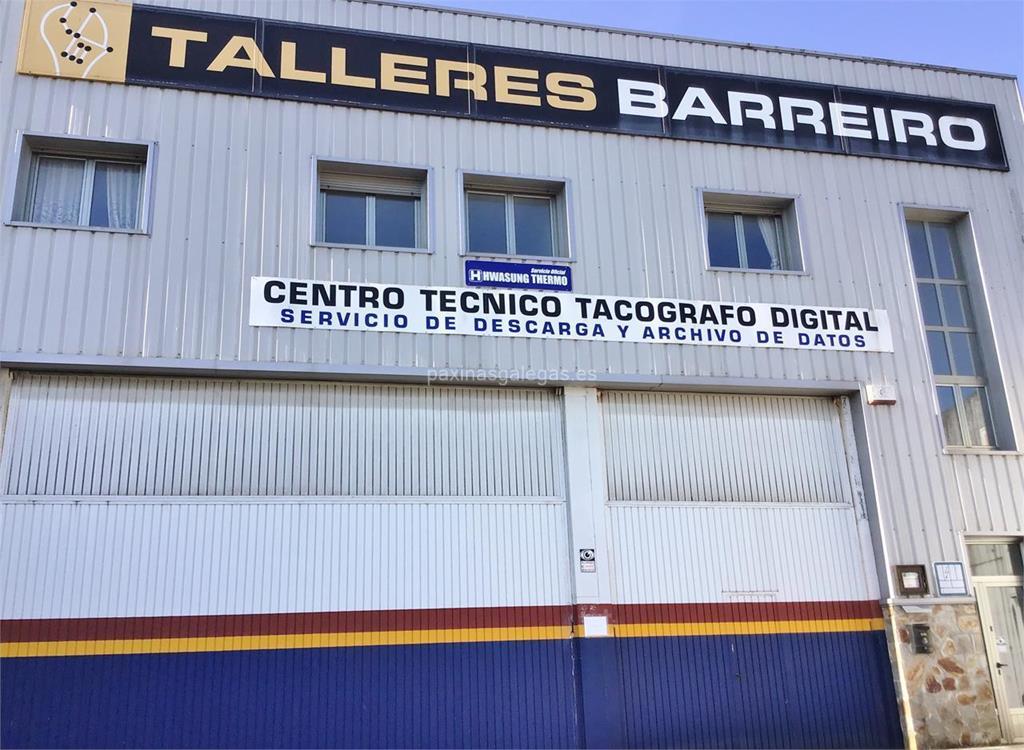 TALLERES BARREIRO
Servicio Oficial
H HWASUNG THERMO
CENTRO TECNICO TACOGRAFO DIGITAL
SERVICIO DE DESCARGA Y ARCHIVO DE DATOS
paxinasgalegas.es